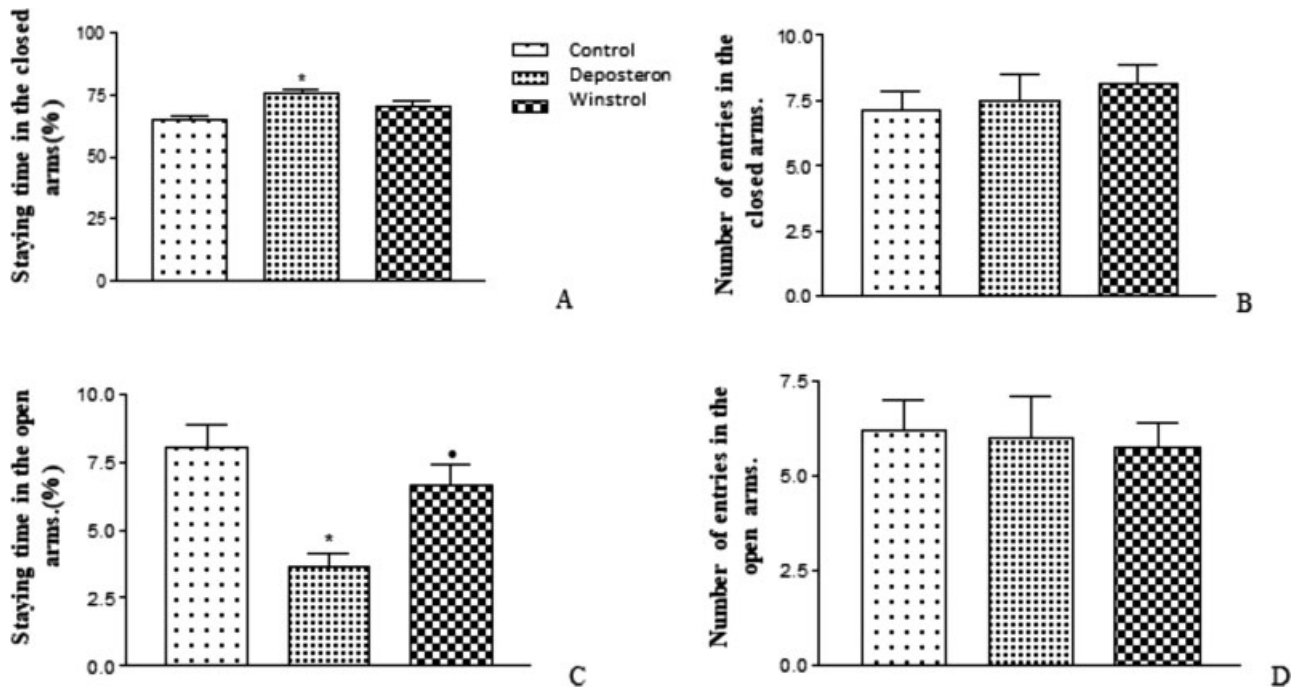 Staying time in the closed
arms(%)
100
75
50
25
0
*
A
Control
Deposteron
Winstrol
Number of entries in the
closed arms.
10.0
7.5
5.0
2.5
0.0
B
Staying time in the open
arms.(%)
10.0
7.5
5.0
2.5
0.0
*
•
C
Number of entries in the
open arms.
7.5
5.0
2.5
0.0
D